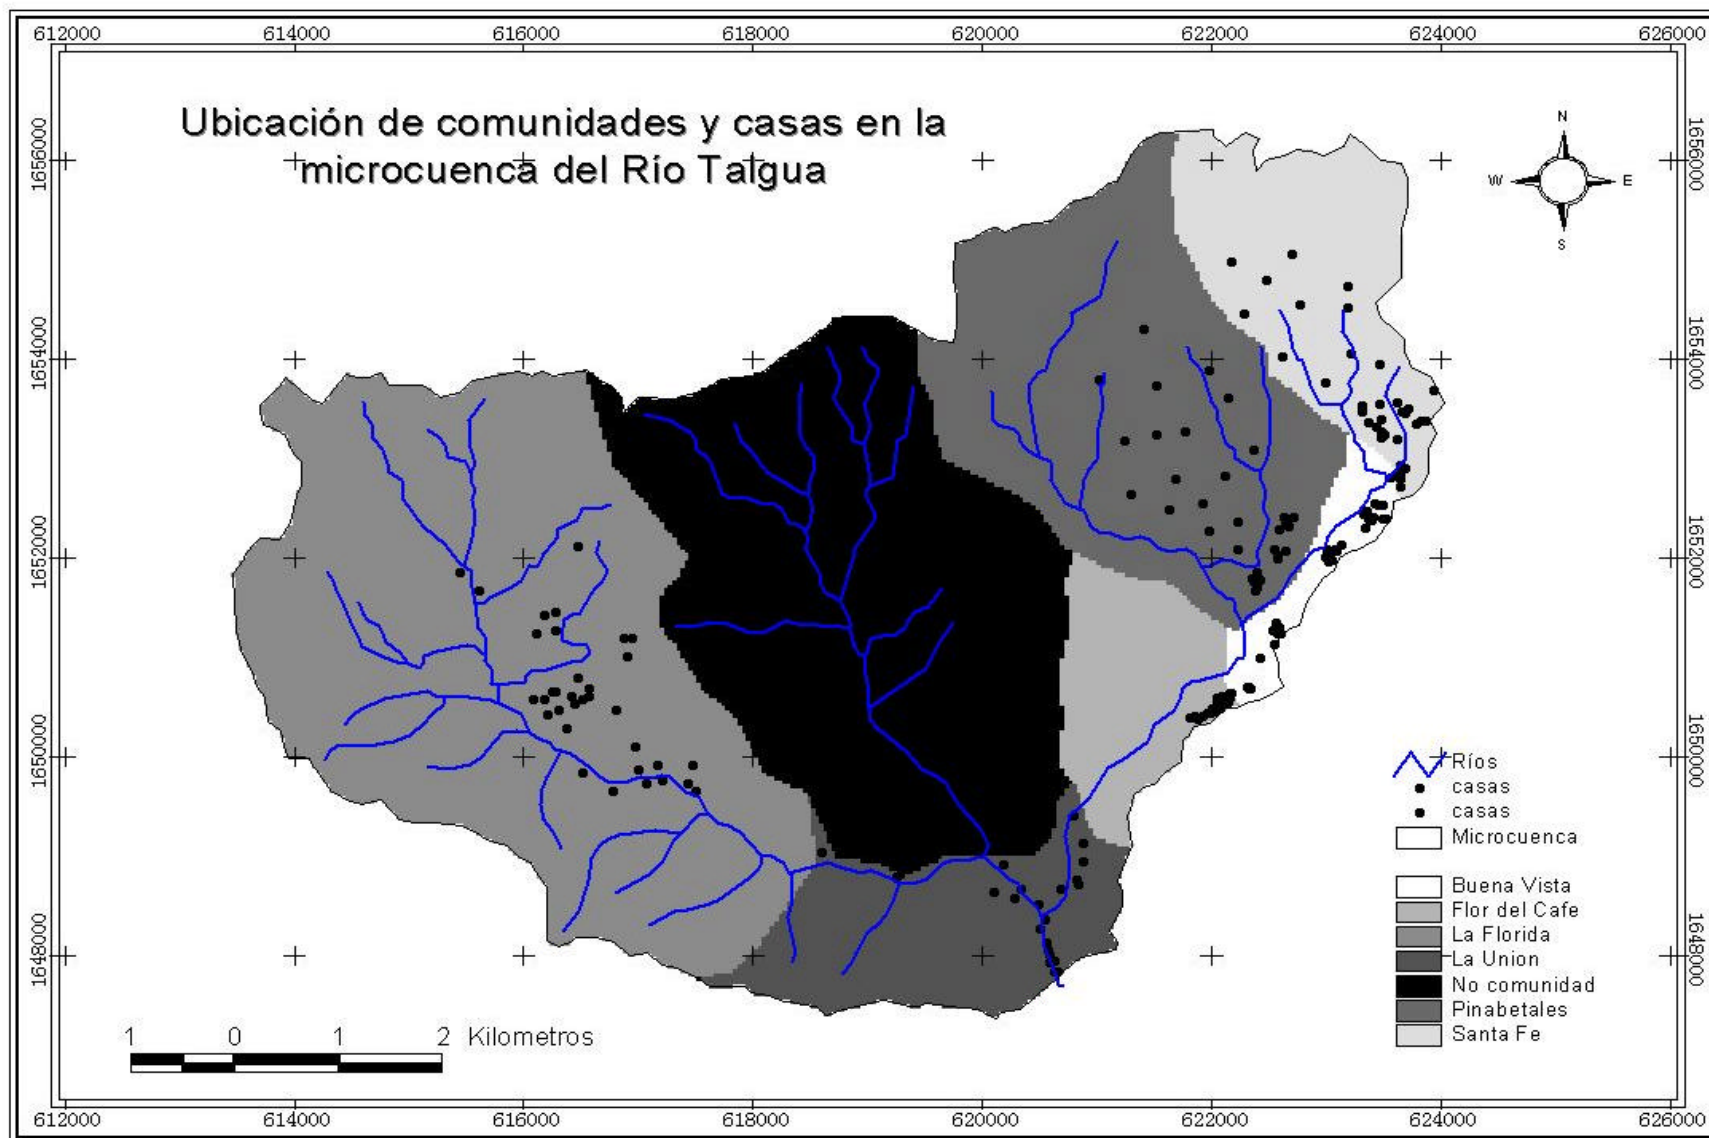 612000 614000 616000 618000 620000 622000 624000 626000
Ubicación de comunidades y casas en la
microcuenca del Río Talgua
N
W E
S
1656000 1656000
1654000 1654000
1652000 1652000
1650000 1650000
1648000 1648000
Ríos
casas
casas
Microcuenca
Buena Vista
Flor del Cafe
La Florida
La Union
No comunidad
Pinabetales
Santa Fe
1 0 1 2 Kilometros
612000 614000 616000 618000 620000 622000 624000 626000